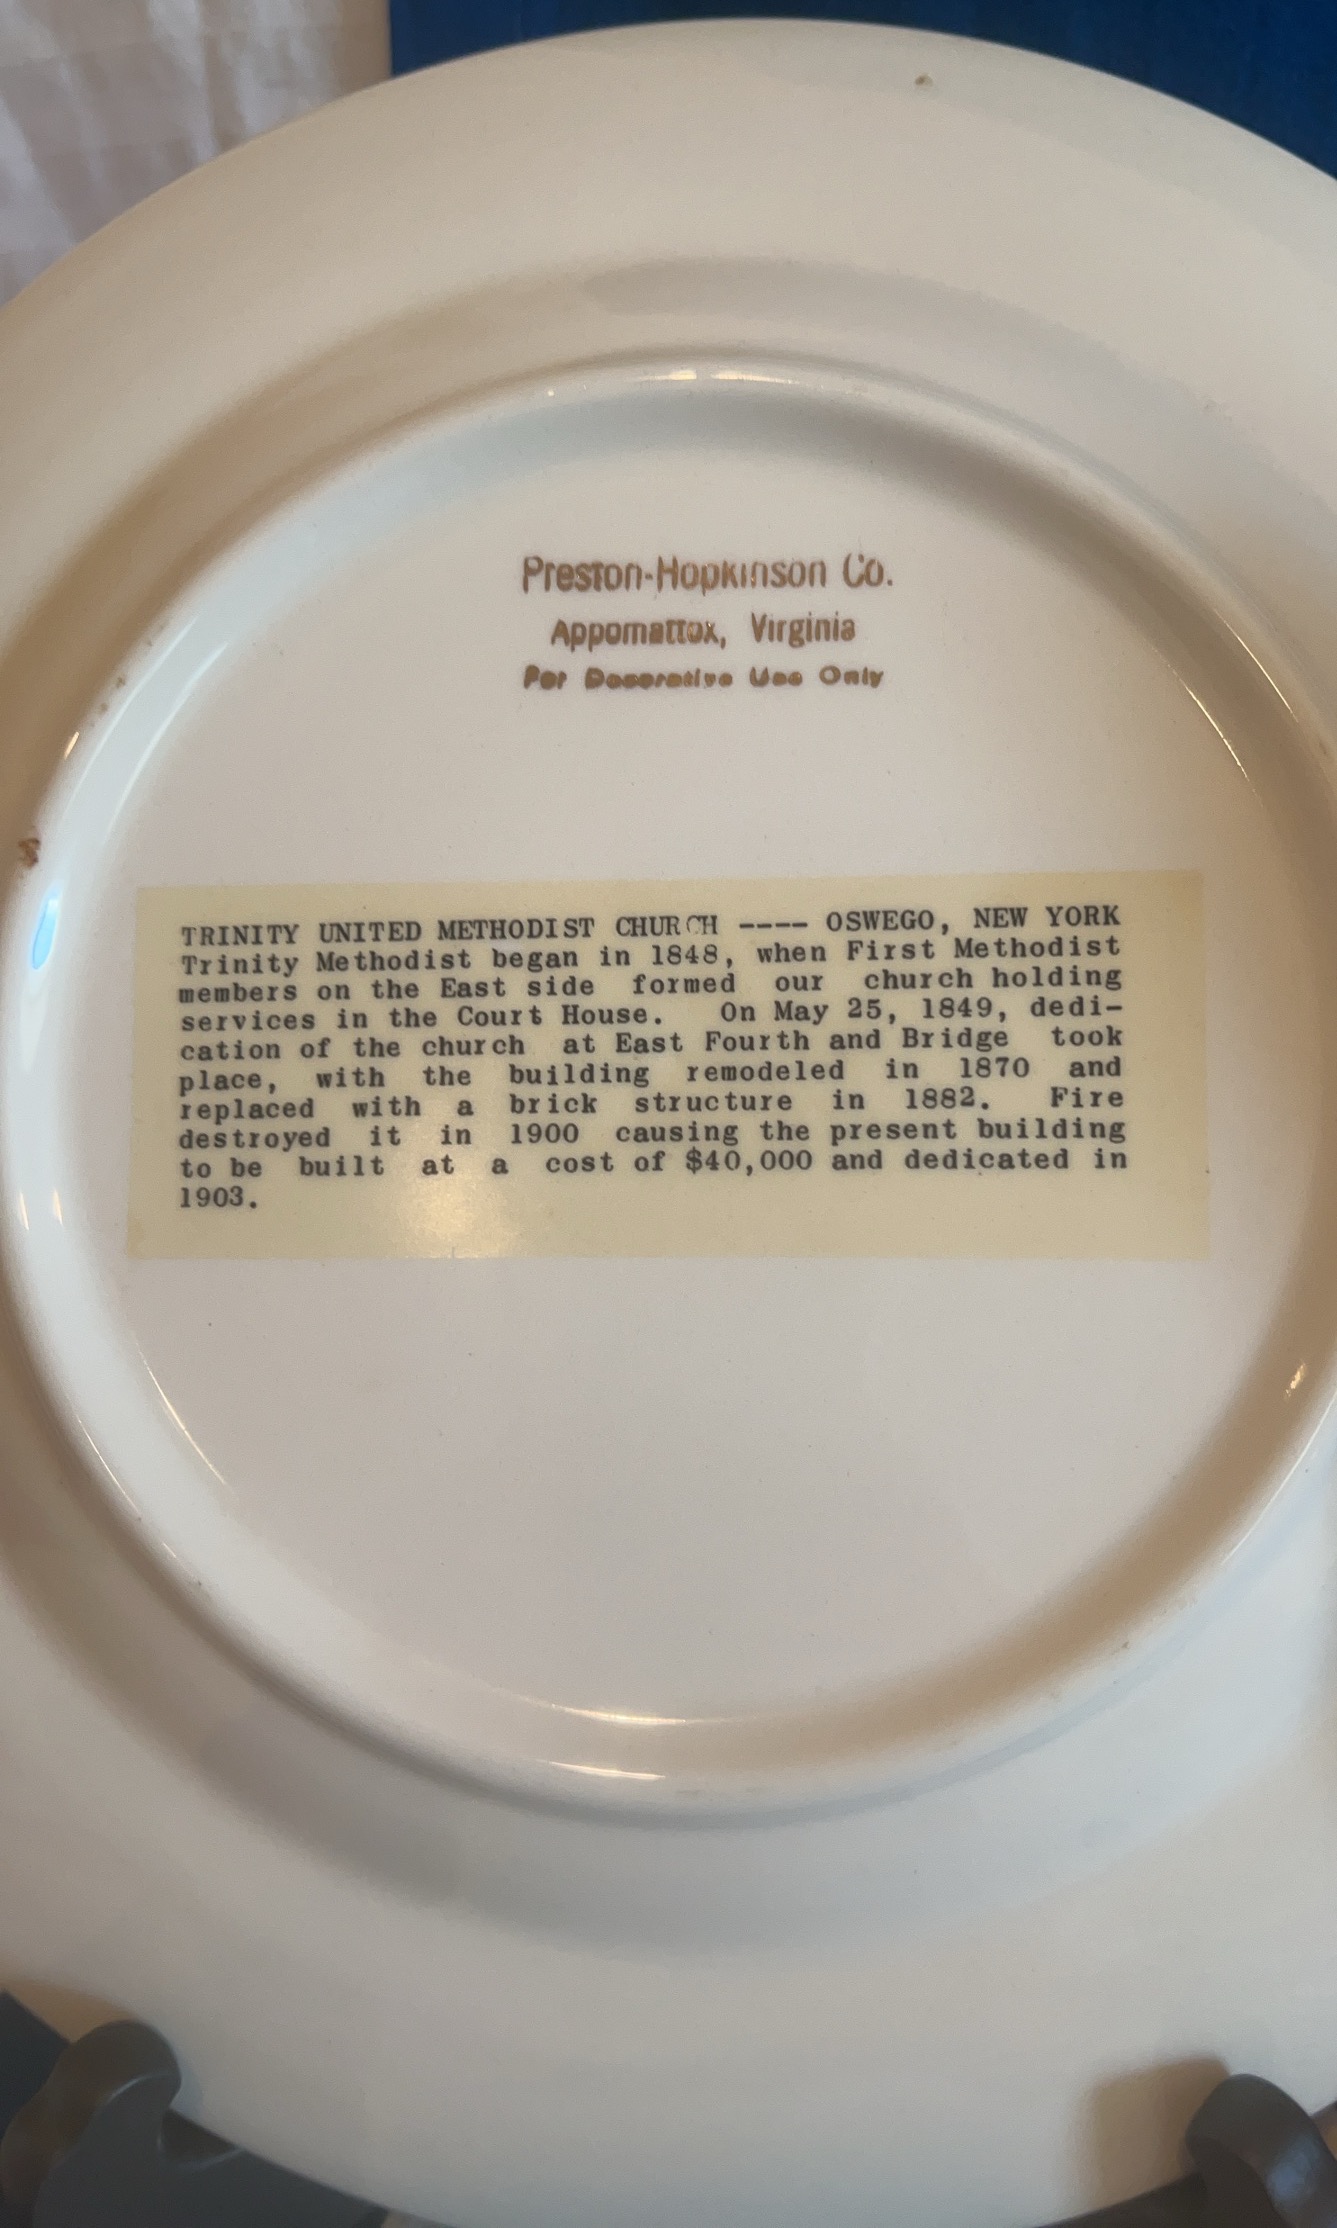 Preston-Hopkinson Co.
Appomattox, Virginia
For Decorative Use Only
TRINITY UNITED METHODIST CHURCH ---- OSWEGO, NEW YORK
Trinity Methodist began in 1848, when First Methodist
members on the East side formed our church holding
services in the Court House. On May 25, 1849, dedi-
cation of the church at East Fourth and Bridge took
place, with the building remodeled in 1870 and
replaced with a brick structure in 1882. Fire
destroyed it in 1900 causing the present building
to be built at a cost of $40,000 and dedicated in
1903.